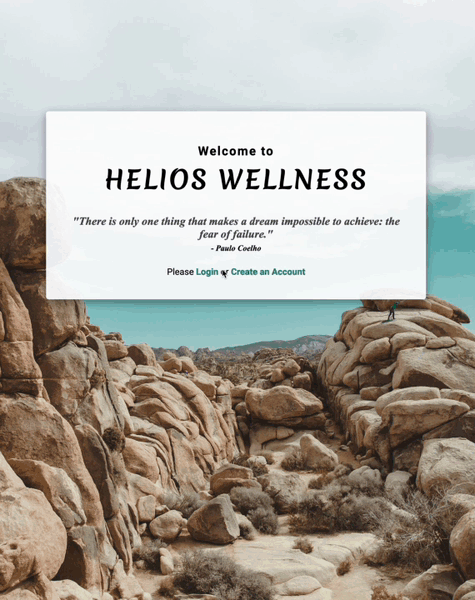 Welcome to
HELIOS WELLNESS
"There is only one thing that makes a dream impossible to achieve: the
fear of failure."
- Paulo Coelho
Please Login or Create an Account